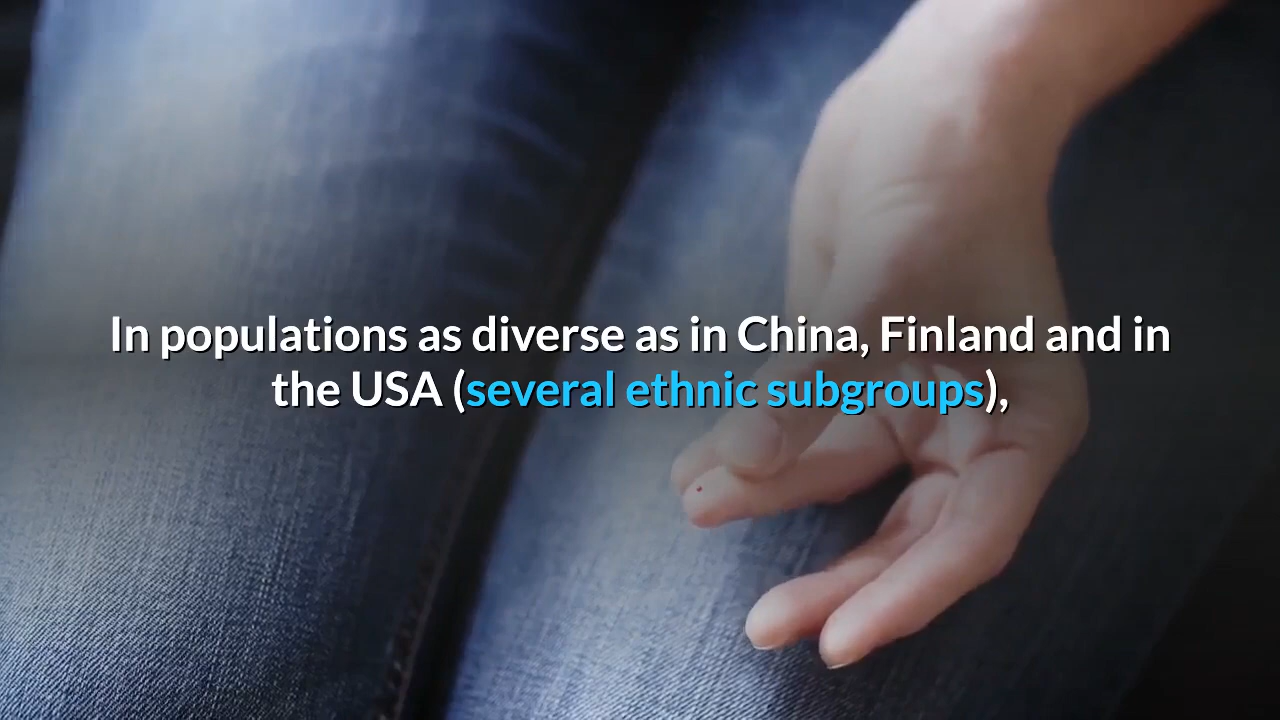 In populations as diverse as in China, Finland and in
the USA (several ethnic subgroups),